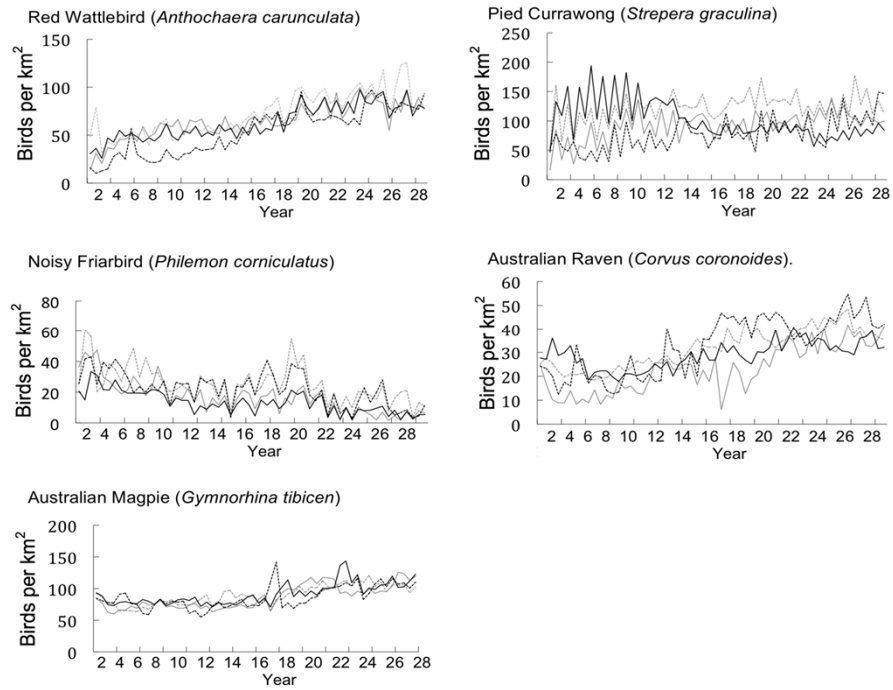 Red Wattlebird (Anthochaera carunculata)
Birds per km²
150
100
50
0
2 4 6 8 10 12 14 16 18 20 22 24 26 28
Year
Pied Currawong (Strepera graculina)
Birds per km²
250
200
150
100
50
0
2 4 6 8 10 12 14 16 18 20 22 24 26 28
Year
Noisy Friarbird (Philemon corniculatus)
Birds per km²
80
60
40
20
0
2 4 6 8 10 12 14 16 18 20 22 24 26 28
Year
Australian Raven (Corvus coronoides).
Birds per km²
60
50
40
30
20
10
0
2 4 6 8 10 12 14 16 18 20 22 24 26 28
Year
Australian Magpie (Gymnorhina tibicen)
Birds per km²
200
150
100
50
0
2 4 6 8 10 12 14 16 18 20 22 24 26 28
Year